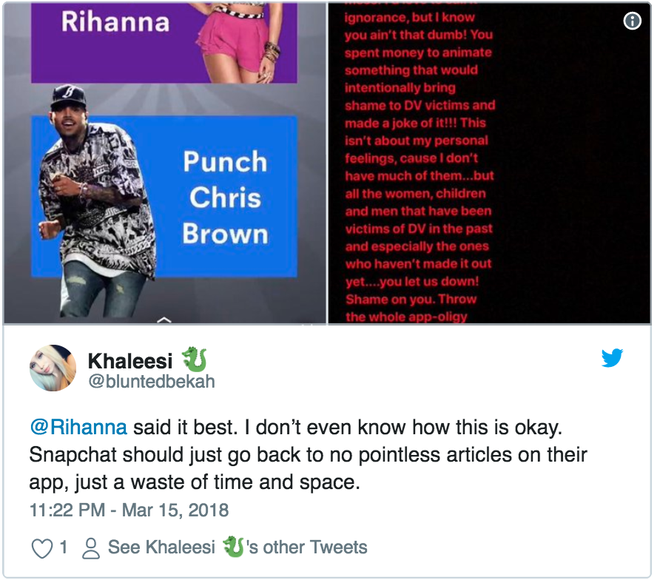 Rihanna
Punch
Chris
Brown
ignorance, but I know
you ain't that dumb! You
spent money to animate
something that would
intentionally bring
shame to DV victims and
made a joke of it!!! This
isn't about my personal
feelings, cause I don't
have much of them...but
all the women, children
and men that have been
victims of DV in the past
and especially the ones
who haven't made it out
yet....you let us down!
Shame on you. Throw
the whole app-oligy
Khaleesi 🐉
@bluntedbekah
@Rihanna said it best. I don't even know how this is okay.
Snapchat should just go back to no pointless articles on their
app, just a waste of time and space.
11:22 PM - Mar 15, 2018
1 See Khaleesi 🐉's other Tweets